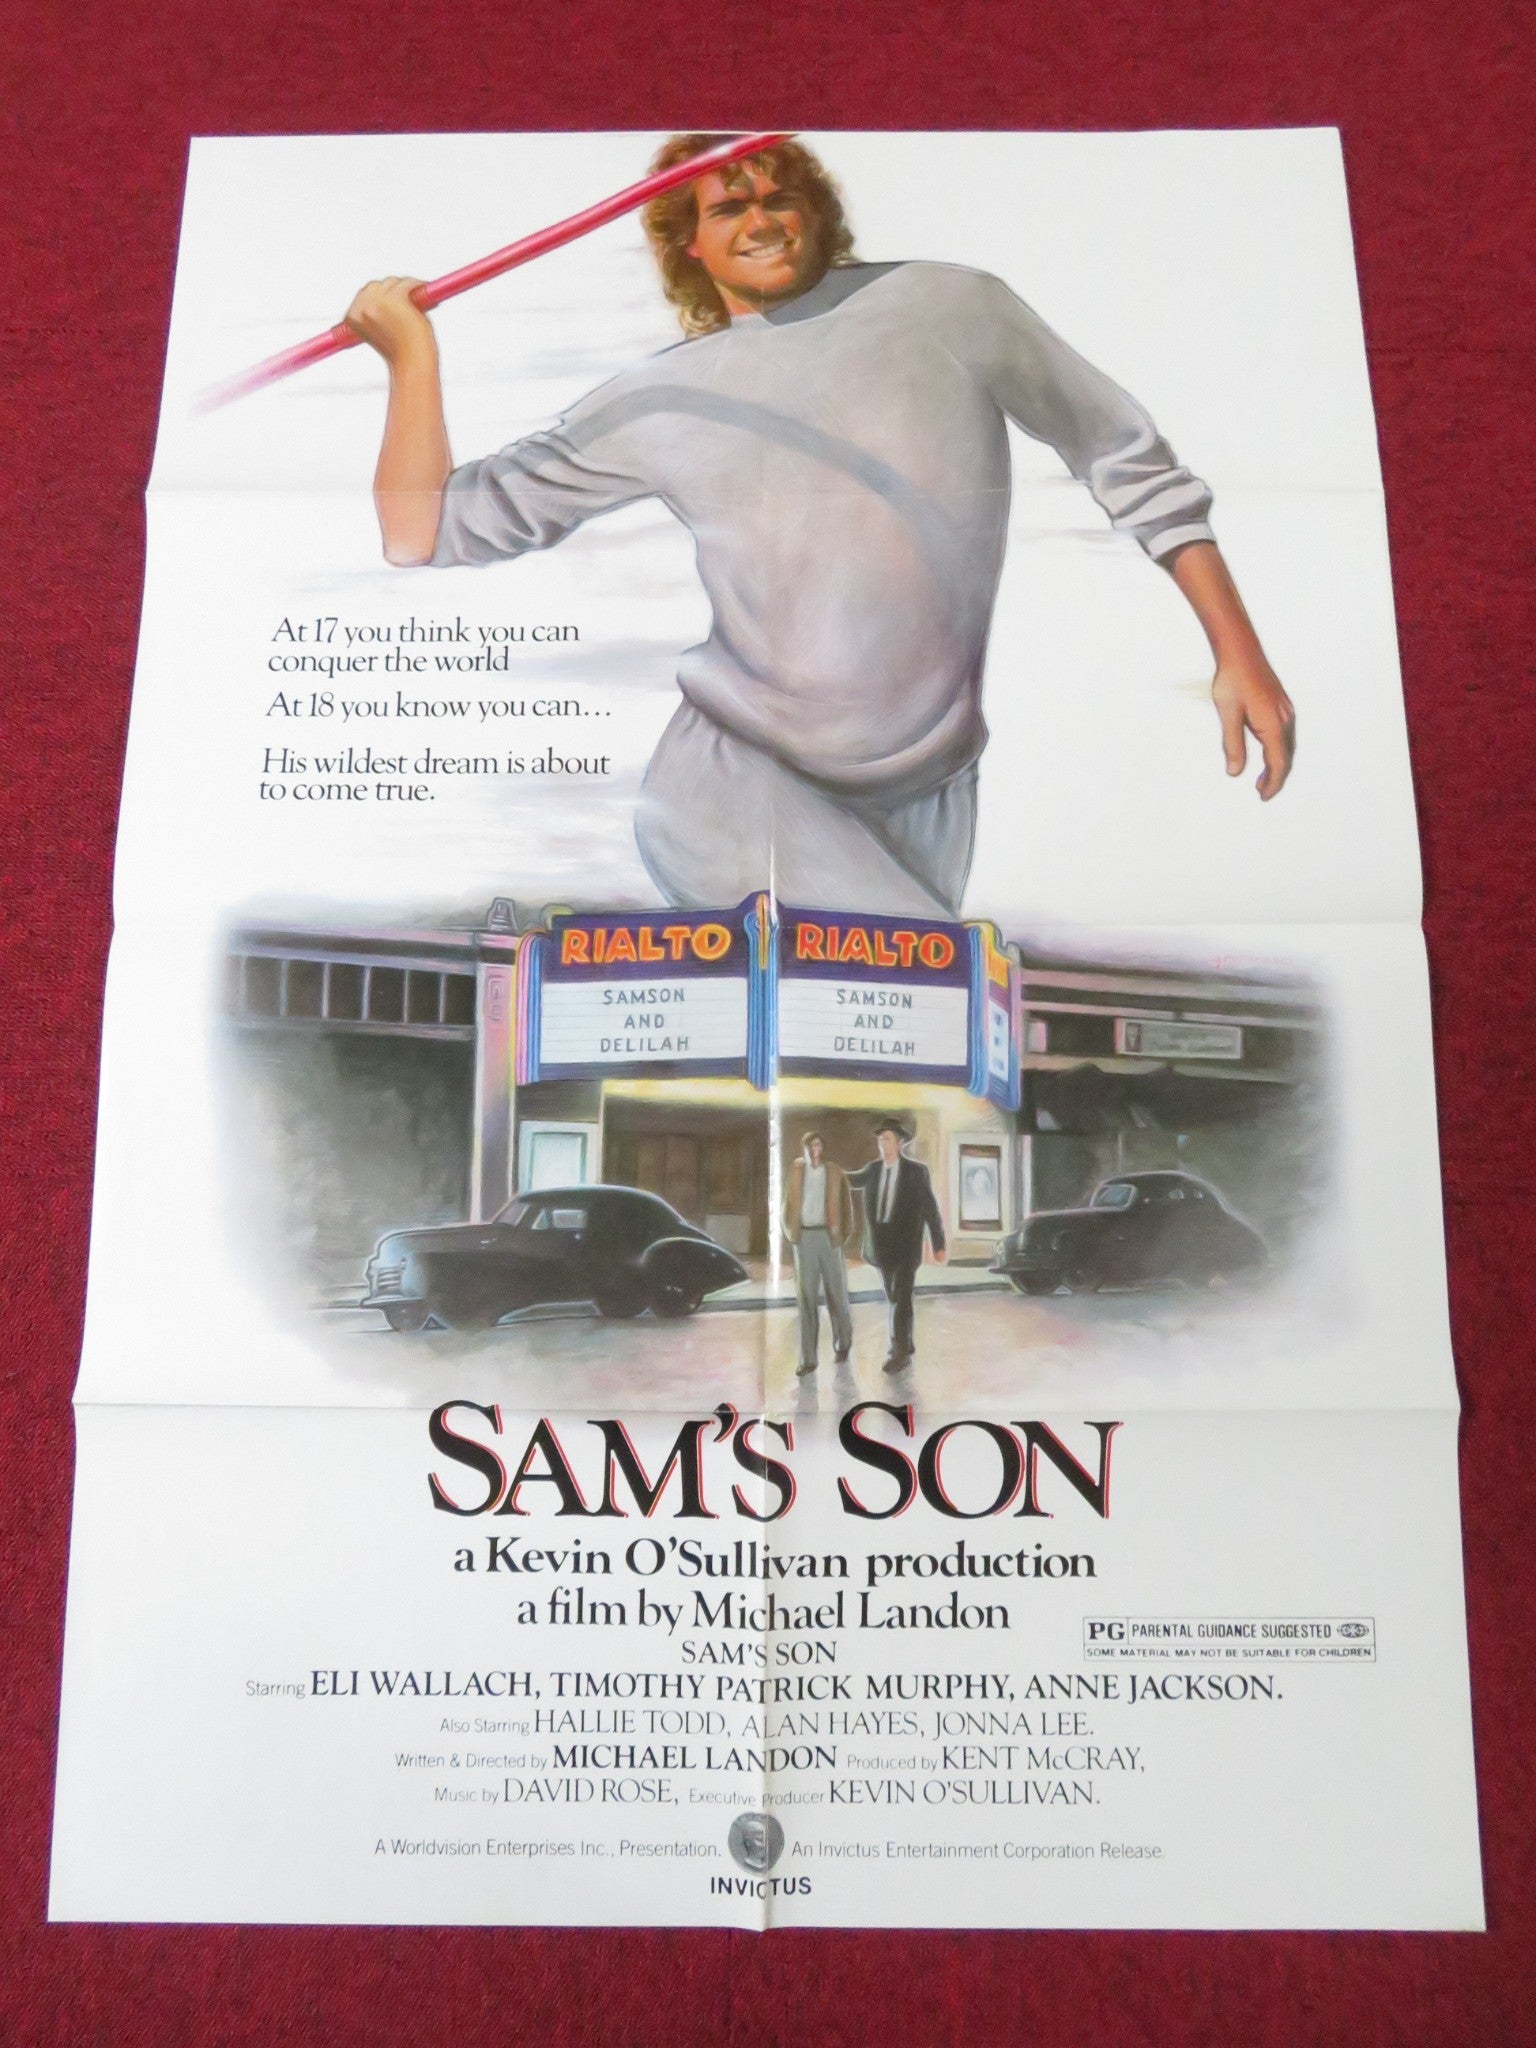 At 17 you think you can
conquer the world
At 18 you know you can...
His wildest dream is about
to come true.
RIALTO RIALTO
SAMSON SAMSON
AND AND
DELILAH DELILAH
SAM'S SON
a Kevin O'Sullivan production
a film by Michael Landon
PG PARENTAL GUIDANCE SUGGESTED
SOME MATERIAL MAY NOT BE SUITABLE FOR CHILDREN
SAM'S SON
Starring ELI WALLACH, TIMOTHY PATRICK MURPHY, ANNE JACKSON.
Also Starring HALLIE TODD, ALAN HAYES, JONNA LEE.
Written & Directed by MICHAEL LANDON Produced by KENT McCRAY,
Music by DAVID ROSE, Executive Producer KEVIN O'SULLIVAN.
A Worldvision Enterprises Inc., Presentation. An Invictus Entertainment Corporation Release.
INVICTUS